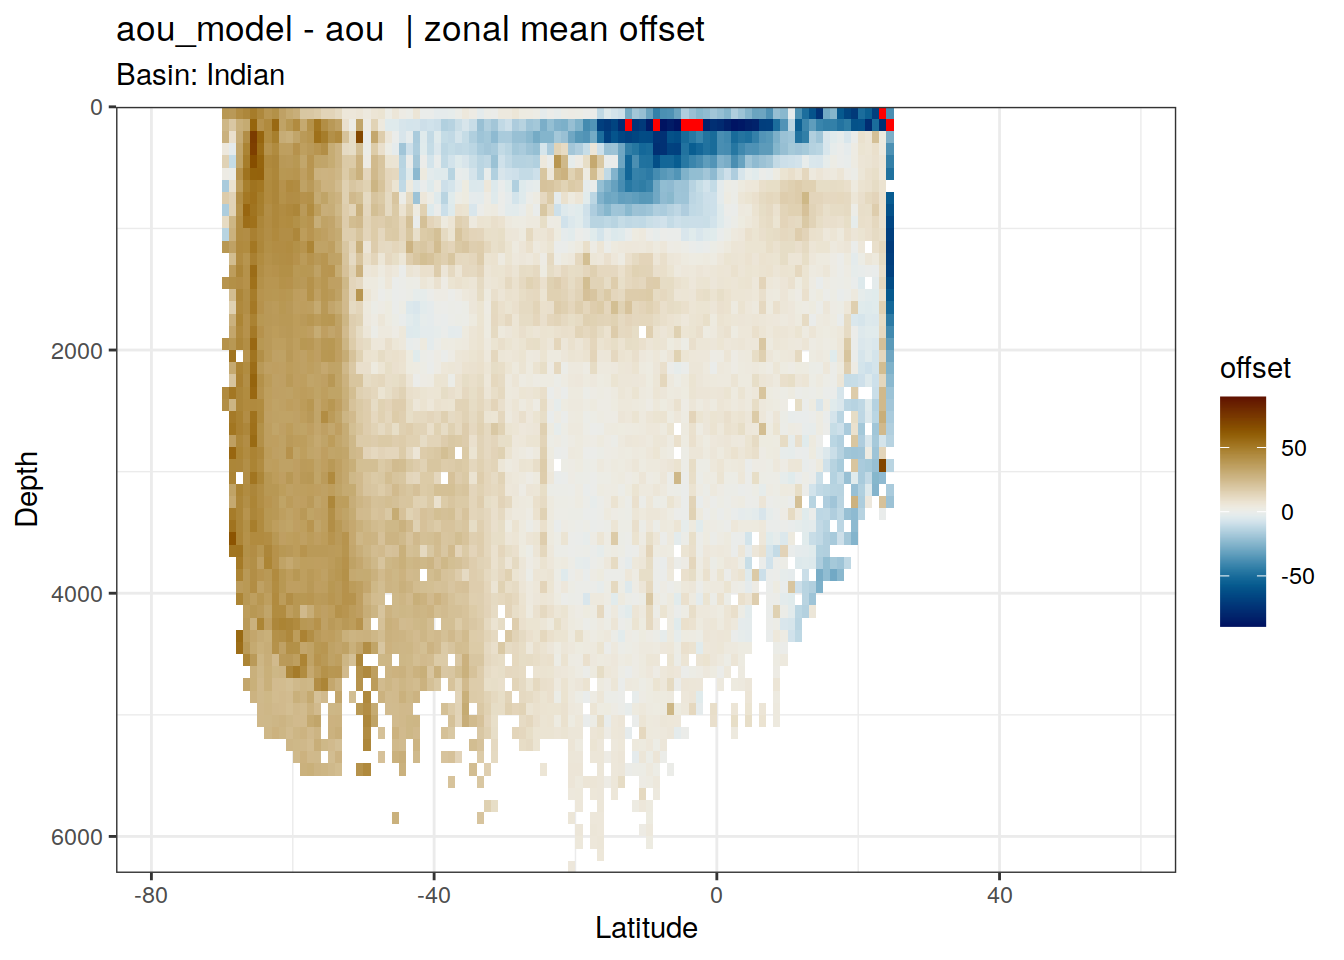 aou_model - aou  | zonal mean offset
Basin: Indian
0
2000
4000
6000
Depth
-80
-40
0
40
Latitude
offset
50
0
-50